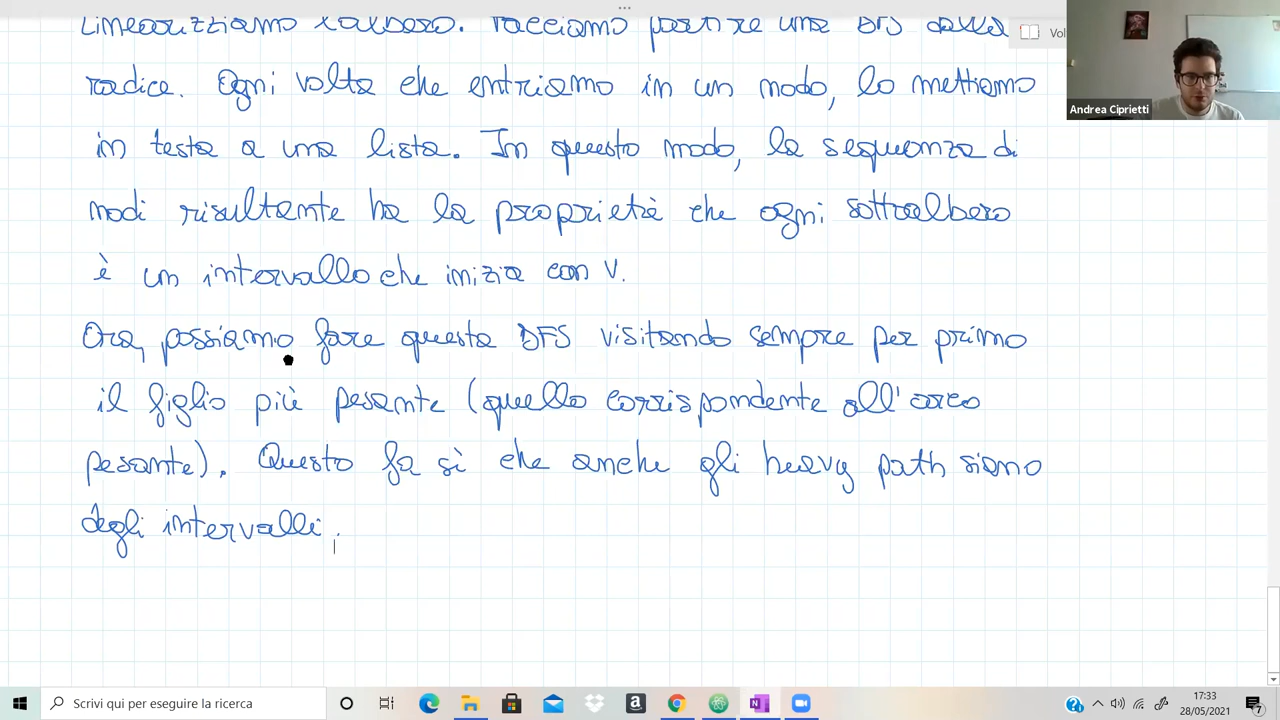 Linearizziamo l'albero. Facciamo partire una DFS dalla
radice. Ogni volta che entriamo in un nodo, lo mettiamo
in testa a una lista. In questo modo, la sequenza di
nodi risultante ha la proprietà che ogni sottoalbero
è un intervallo che inizia con v.
Ora, possiamo fare questa DFS visitando sempre per primo
il figlio più pesante (quello corrispondente all'arco
pesante). Questo fa sì che anche gli heavy path siano
degli intervalli.
Andrea Ciprietti
Scrivi qui per eseguire la ricerca
17:33
28/05/2021
7